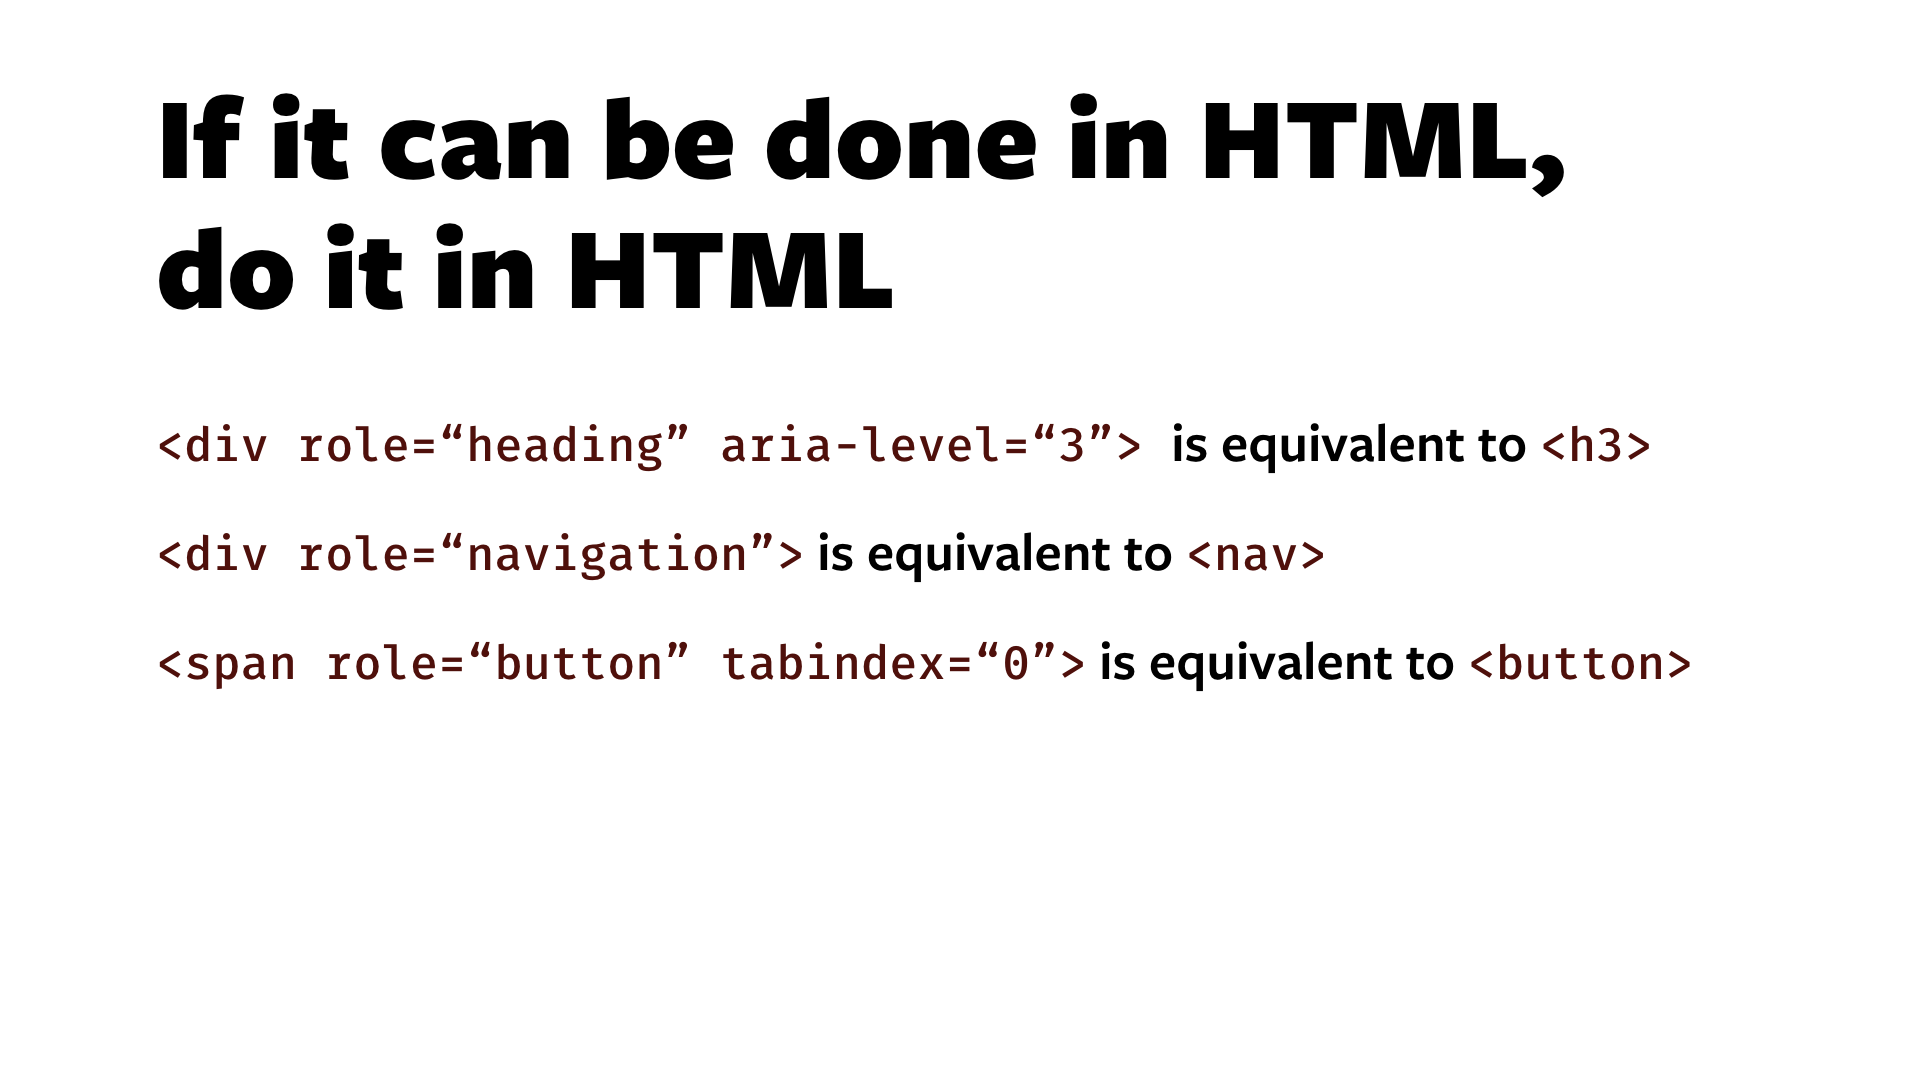 If it can be done in HTML,
do it in HTML
<div role=“heading” aria-level=“3”> is equivalent to <h3>
<div role=“navigation”> is equivalent to <nav>
<span role=“button” tabindex=“0”> is equivalent to <button>